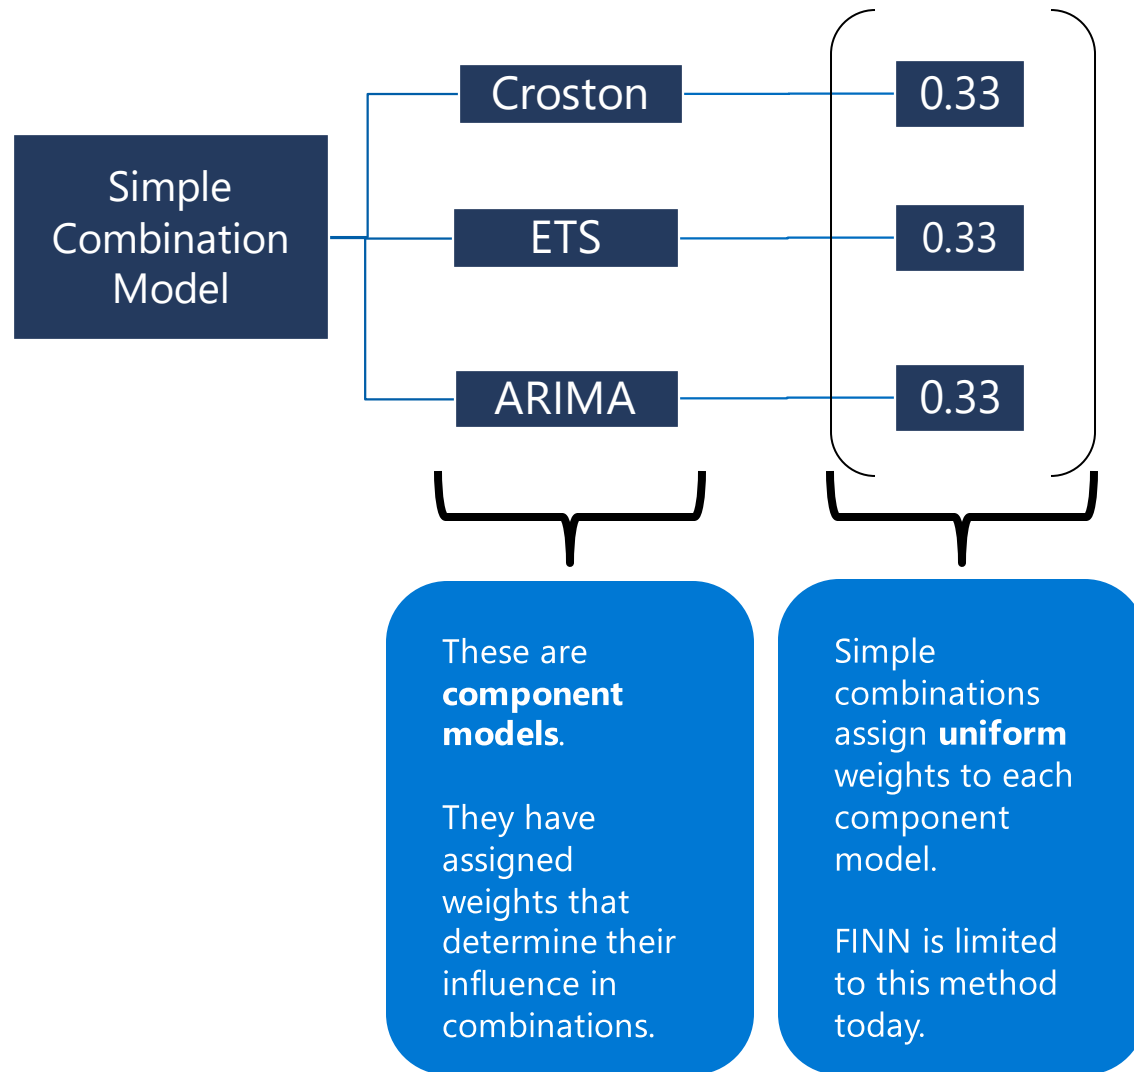 Simple
Combination
Model
Croston
0.33
ETS
0.33
ARIMA
0.33
These are
component
models.
They have
assigned
weights that
determine their
influence in
combinations.
Simple
combinations
assign uniform
weights to each
component
model.
FINN is limited
to this method
today.